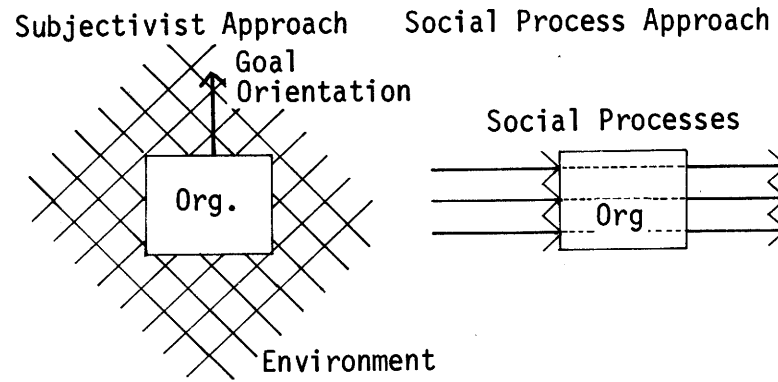 Subjectivist Approach
Goal
Orientation
Org.
Environment
Social Process Approach
Social Processes
Org